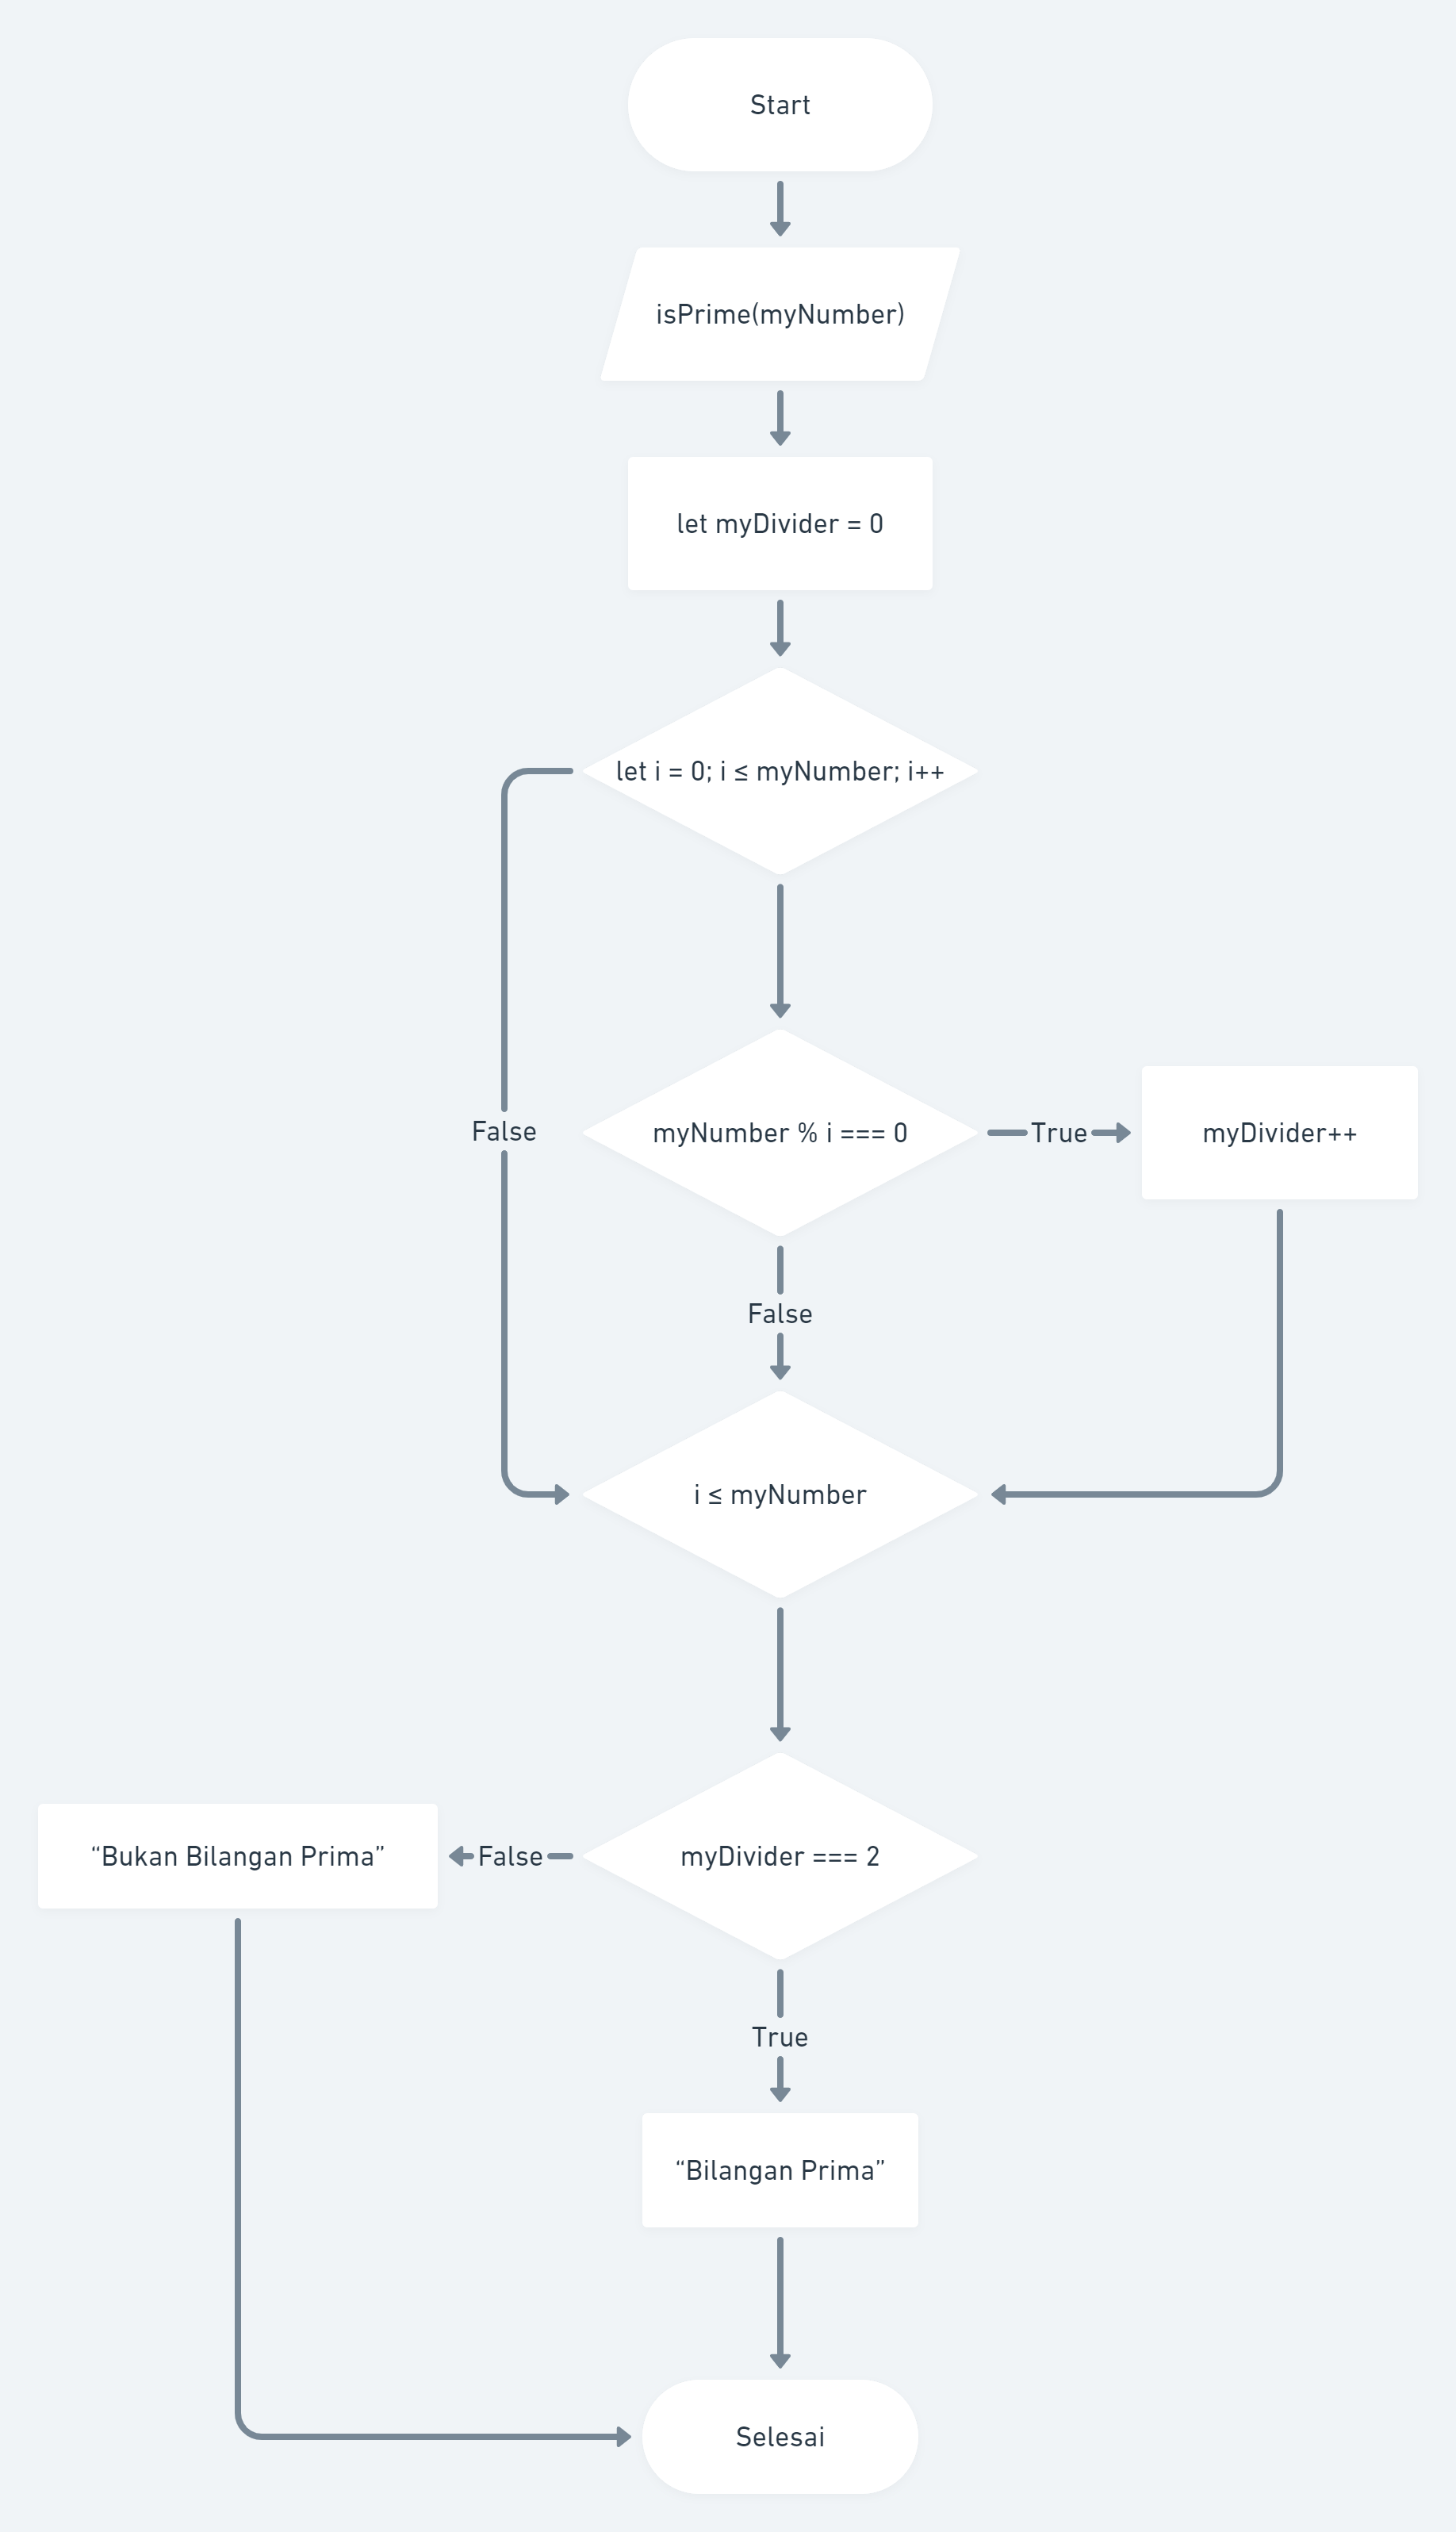 Start
isPrime(myNumber)
let myDivider = 0
let i = 0; i ≤ myNumber; i++
False
myNumber % i === 0
True
myDivider++
False
i ≤ myNumber
“Bukan Bilangan Prima”
False
myDivider === 2
True
“Bilangan Prima”
Selesai